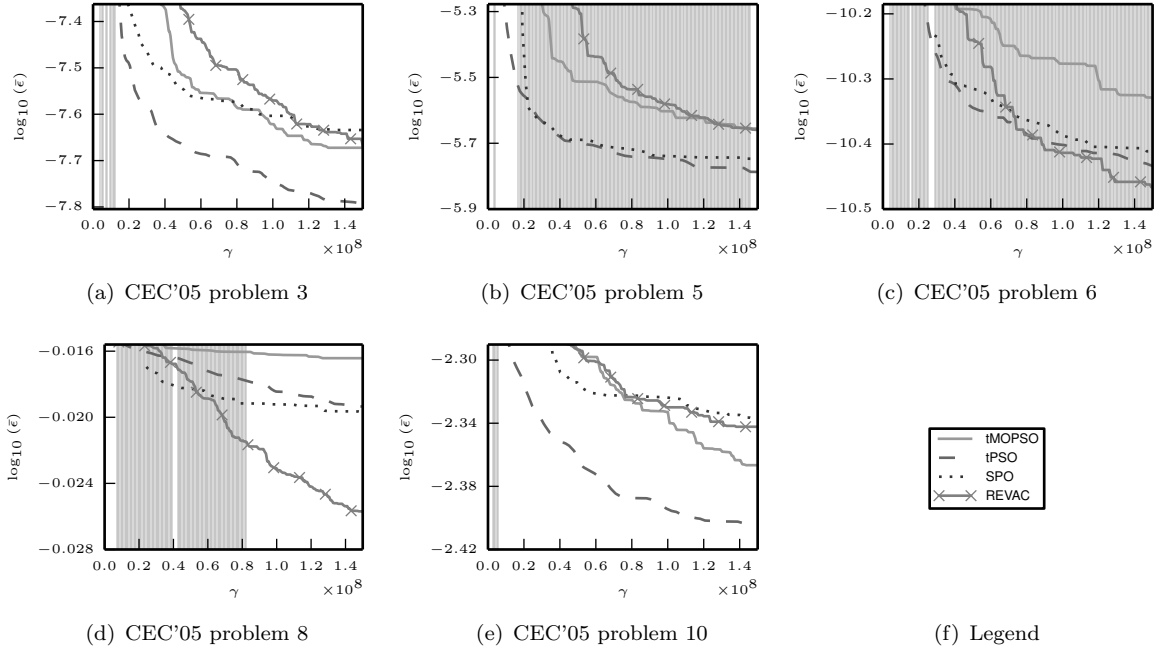 −7.4
−7.5
−7.6
−7.7
−7.8
log10 (ε̄)
0.0 0.2 0.4 0.6 0.8 1.0 1.2 1.4
×10^8
γ
(a) CEC'05 problem 3
−5.3
−5.5
−5.7
−5.9
log10 (ε̄)
0.0 0.2 0.4 0.6 0.8 1.0 1.2 1.4
×10^8
γ
(b) CEC'05 problem 5
−10.2
−10.3
−10.4
−10.5
log10 (ε̄)
0.0 0.2 0.4 0.6 0.8 1.0 1.2 1.4
×10^8
γ
(c) CEC'05 problem 6
−0.016
−0.020
−0.024
−0.028
log10 (ε̄)
0.0 0.2 0.4 0.6 0.8 1.0 1.2 1.4
×10^8
γ
(d) CEC'05 problem 8
−2.30
−2.34
−2.38
−2.42
log10 (ε̄)
0.0 0.2 0.4 0.6 0.8 1.0 1.2 1.4
×10^8
γ
(e) CEC'05 problem 10
tMOPSO
tPSO
SPO
REVAC
(f) Legend